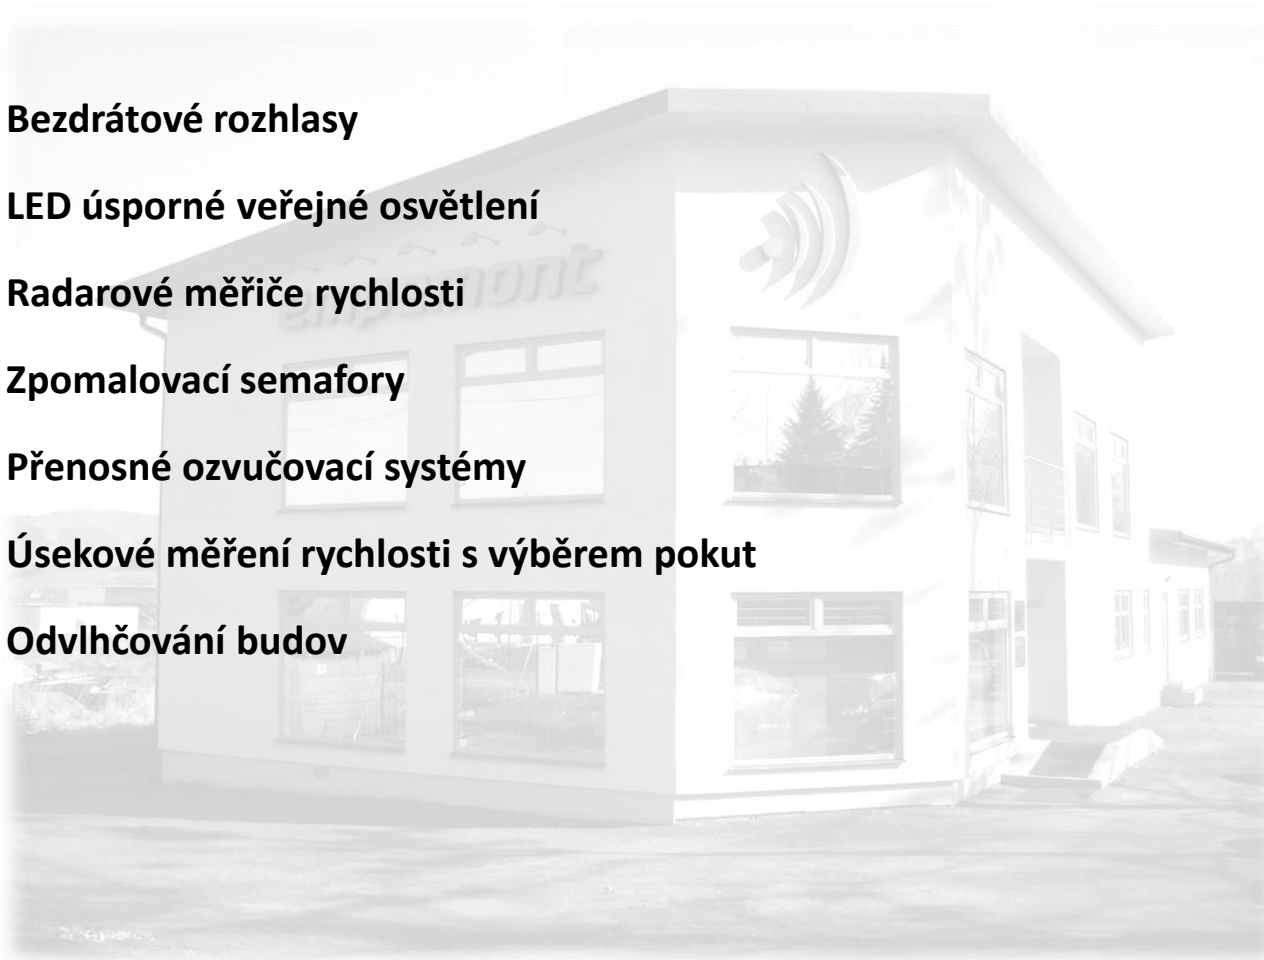 Bezdrátové rozhlasy
LED úsporné veřejné osvětlení
empemont
Radarové měřiče rychlosti
Zpomalovací semafory
Přenosné ozvučovací systémy
Úsekové měření rychlosti s výběrem pokut
Odvlhčování budov